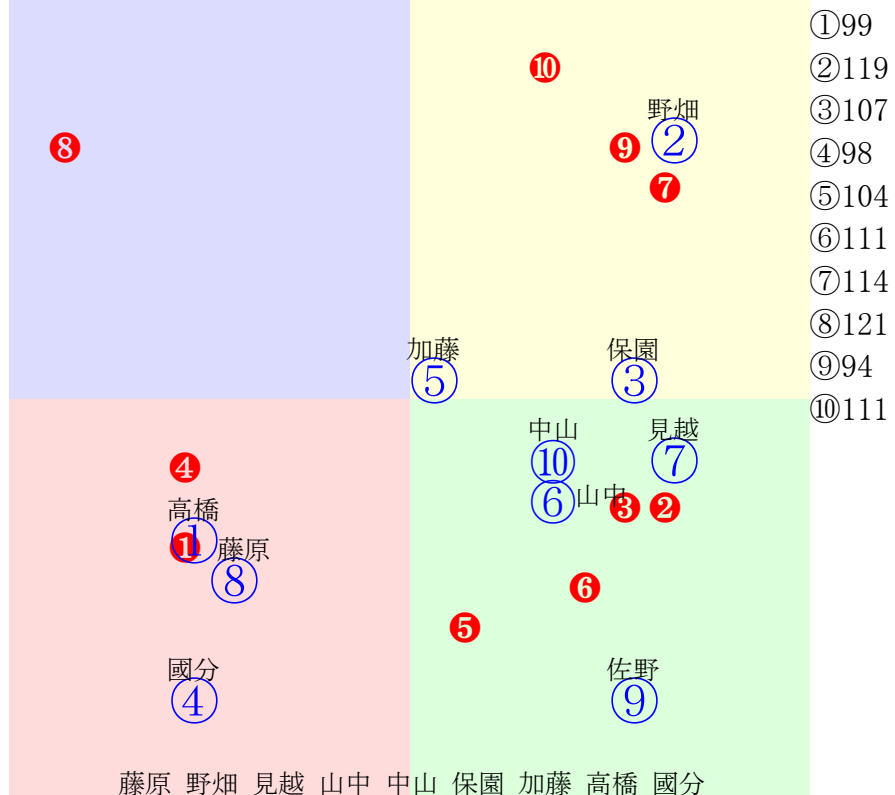 ①99
❿
②119
野畑
❽
❾
②
③107
❼
④98
⑤104
⑥111
⑦114
⑧121
加藤
保園
⑨94
⑤
③
⑩111
中山
見越
❹
⑩
⑦
高橋
⑥
山中
❸
❷
❶
①
藤原
⑧
❻
❺
國分
佐野
④
⑨
藤原 野畑 見越 山中 中山 保園 加藤 高橋 國分